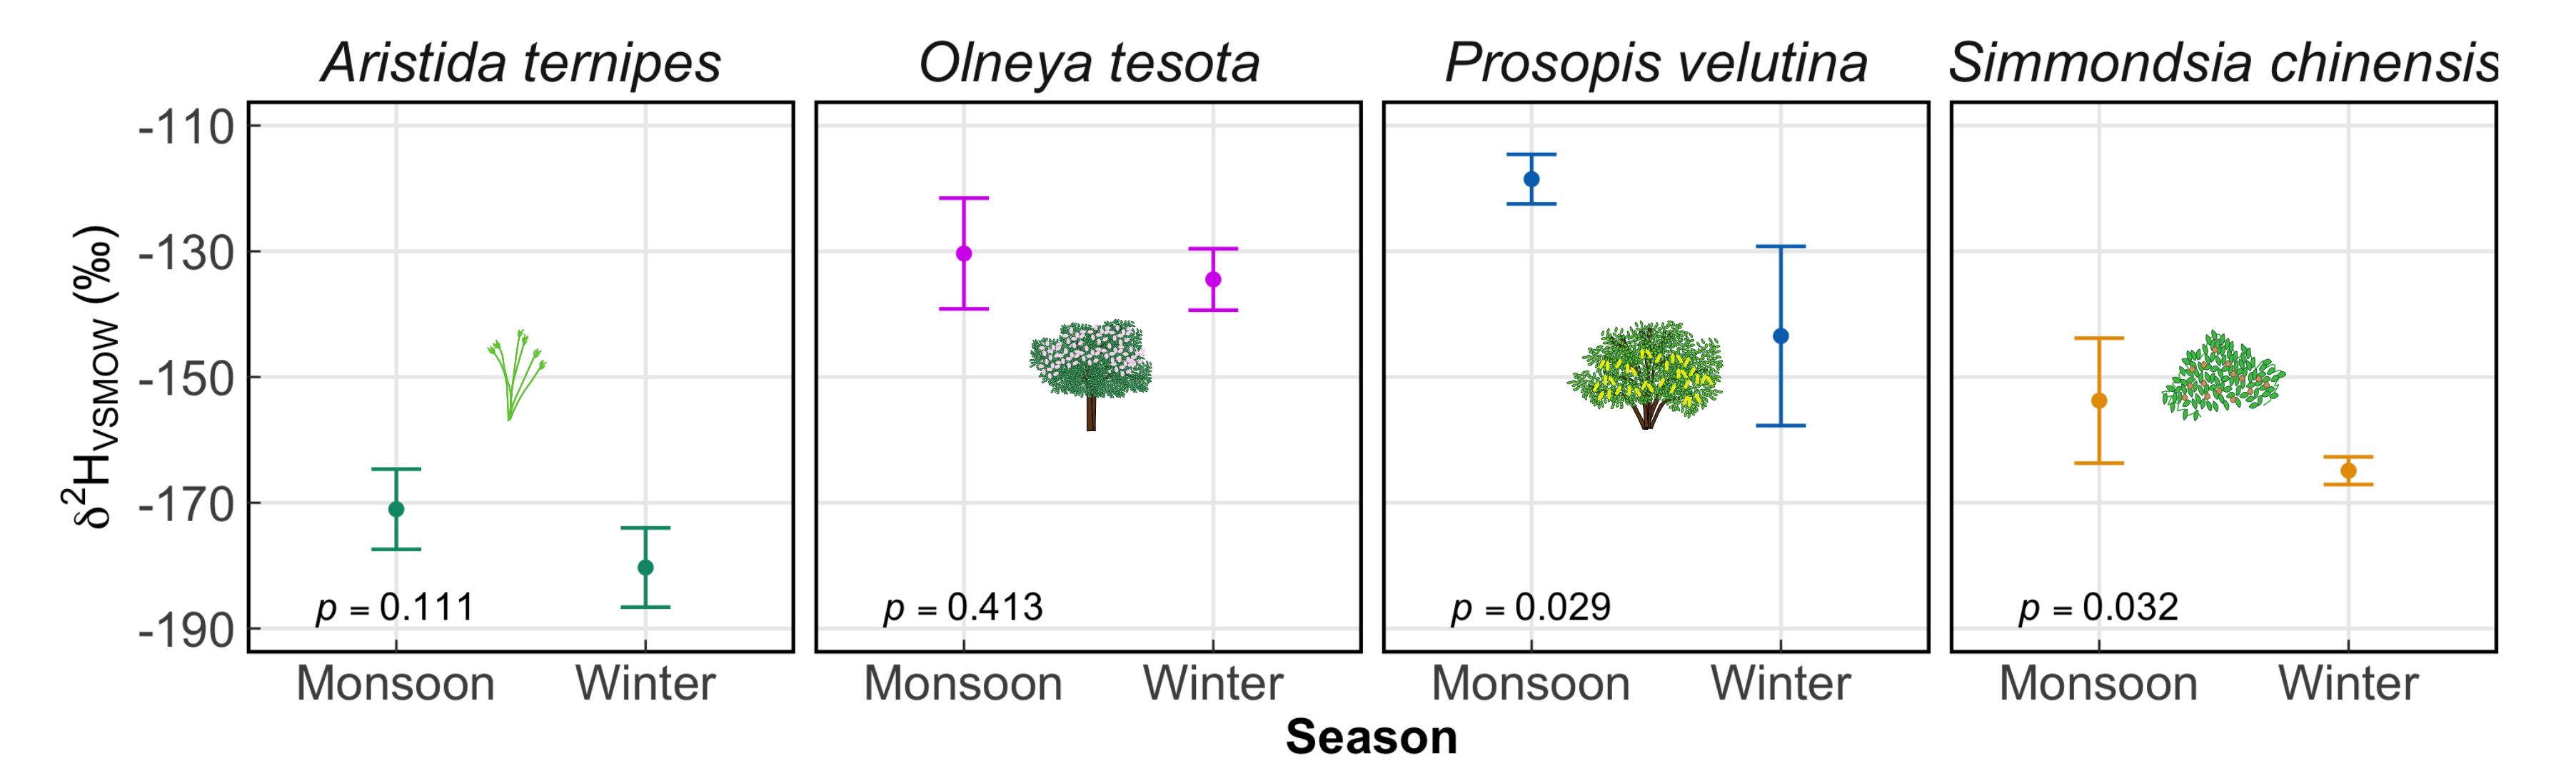 Aristida ternipes
Olneya tesota
Prosopis velutina
Simmondsia chinensis
δ²H_VSMOW (‰)
-110
-130
-150
-170
-190
p = 0.111
p = 0.413
p = 0.029
p = 0.032
Monsoon Winter
Monsoon Winter
Monsoon Winter
Monsoon Winter
Season